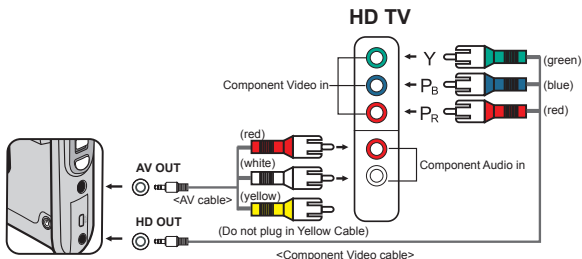 HD TV
Y
(green)
Component Video in
PB
(blue)
PR
(red)
(red)
(white)
Component Audio in
AV OUT
<AV cable>
(yellow)
HD OUT
(Do not plug in Yellow Cable)
<Component Video cable>